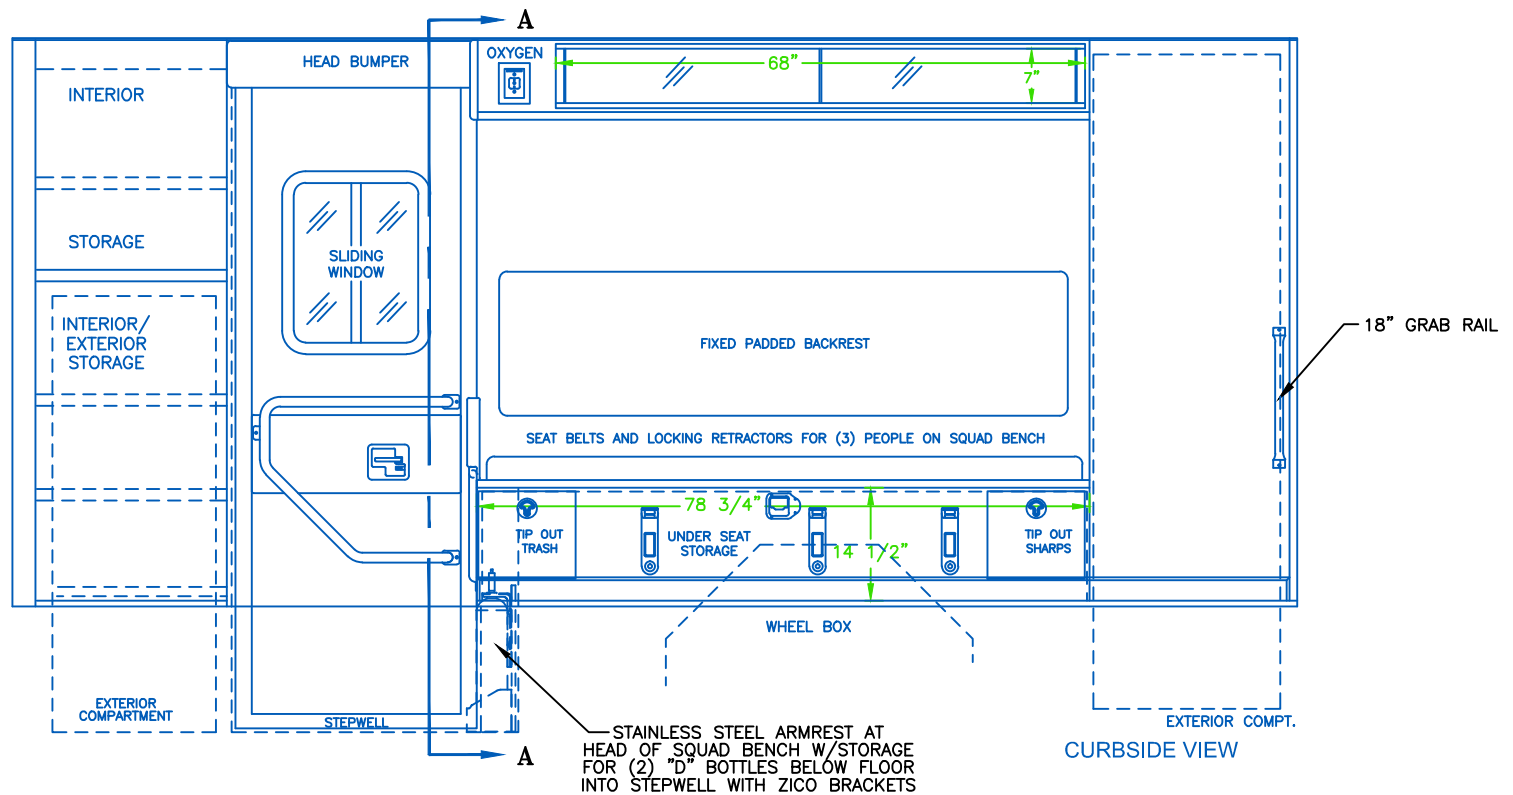 A
HEAD BUMPER
OXYGEN
68"
7"
INTERIOR
STORAGE
SLIDING
WINDOW
INTERIOR/
EXTERIOR
STORAGE
18" GRAB RAIL
FIXED PADDED BACKREST
SEAT BELTS AND LOCKING RETRACTORS FOR (3) PEOPLE ON SQUAD BENCH
78 3/4"
TIP OUT
TRASH
UNDER SEAT
STORAGE
14 1/2"
TIP OUT
SHARPS
WHEEL BOX
EXTERIOR
COMPARTMENT
STEPWELL
EXTERIOR COMPT.
STAINLESS STEEL ARMREST AT
HEAD OF SQUAD BENCH W/STORAGE
FOR (2) "D" BOTTLES BELOW FLOOR
INTO STEPWELL WITH ZICO BRACKETS
A
CURBSIDE VIEW